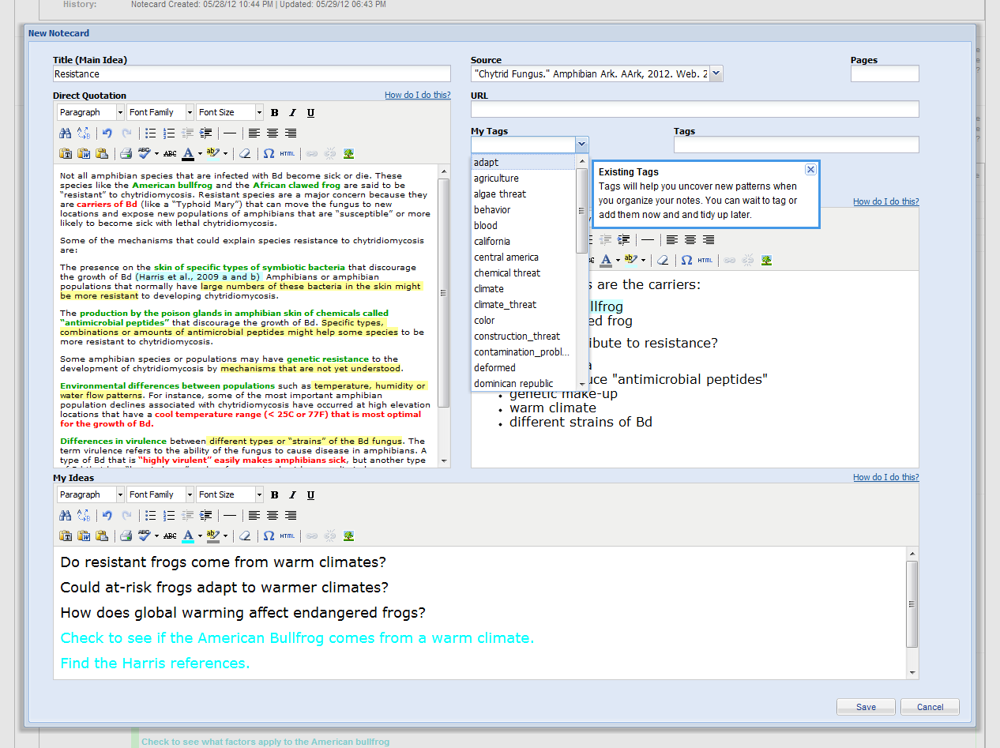 History: Notecard Created: 05/28/12 10:44 PM | Updated: 05/29/12 06:43 PM
New Notecard
Title (Main Idea)
Resistance
Source
"Chytrid Fungus." Amphibian Ark. AArk, 2012. Web. 2
Pages
Direct Quotation
How do I do this?
Paragraph Font Family Font Size B I U
ABC ABC A ab HTML
Not all amphibian species that are infected with Bd become sick or die. These
species like the American bullfrog and the African clawed frog are said to be
“resistant” to chytridiomycosis. Resistant species are a major concern because they
are carriers of Bd (like a “Typhoid Mary”) that can move the fungus to new
locations and expose new populations of amphibians that are “susceptible” or more
likely to become sick with lethal chytridiomycosis.
Some of the mechanisms that could explain species resistance to chytridiomycosis
are:
The presence on the skin of specific types of symbiotic bacteria that discourage
the growth of Bd (Harris et al., 2009 a and b) Amphibians or amphibian
populations that normally have large numbers of these bacteria in the skin might
be more resistant to developing chytridiomycosis.
The production by the poison glands in amphibian skin of chemicals called
“antimicrobial peptides” that discourage the growth of Bd. Specific types,
combinations or amounts of antimicrobial peptides might help some species to be
more resistant to chytridiomycosis.
Some amphibian species or populations may have genetic resistance to the
development of chytridiomycosis by mechanisms that are not yet understood.
Environmental differences between populations such as temperature, humidity or
water flow patterns. For instance, some of the most important amphibian
population declines associated with chytridiomycosis have occurred at high elevation
locations that have a cool temperature range (< 25C or 77F) that is most optimal
for the growth of Bd.
Differences in virulence between different types or “strains” of the Bd fungus. The
term virulence refers to the ability of the fungus to cause disease in amphibians. A
type of Bd that is “highly virulent” easily makes amphibians sick, but another type
URL
My Tags
Tags
adapt
agriculture
algae threat
behavior
blood
california
central america
chemical threat
climate
climate_threat
color
construction_threat
contamination_probl...
deformed
dominican republic
Existing Tags
Tags will help you uncover new patterns when
you organize your notes. You can wait to tag or
add them now and and tidy up later.
How do I do this?
A ab HTML
s are the carriers:
llfrog
ed frog
ibute to resistance?
a
uce "antimicrobial peptides"
genetic make-up
warm climate
different strains of Bd
My Ideas
How do I do this?
Paragraph Font Family Font Size B I U
ABC ABC A ab HTML
Do resistant frogs come from warm climates?
Could at-risk frogs adapt to warmer climates?
How does global warming affect endangered frogs?
Check to see if the American Bullfrog comes from a warm climate.
Find the Harris references.
Save Cancel
Check to see what factors apply to the American bullfrog